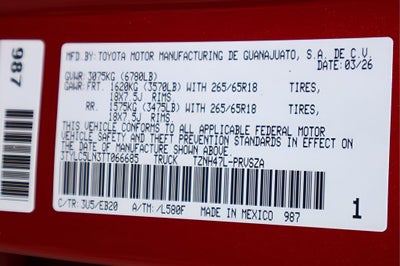 987
MFD. BY: TOYOTA MOTOR MANUFACTURING DE GUANAJUATO, S.A. DE C.V.
DATE: 03/26
GVWR: 3075KG (6780LB)
GAWR: FRT. 1620KG (3570LB) WITH 265/65R18 TIRES,
18X7.5J RIMS
RR. 1575KG (3475LB) WITH 265/65R18 TIRES,
18X7.5J RIMS
THIS VEHICLE CONFORMS TO ALL APPLICABLE FEDERAL MOTOR
VEHICLE SAFETY AND THEFT PREVENTION STANDARDS IN EFFECT ON
THE DATE OF MANUFACTURE SHOWN ABOVE.
3TYLC5LN3TT066685 TRUCK TZNH47L-PRVSZA
C/TR: 3U5/EB20 A/TM: /L580F MADE IN MEXICO 987
1